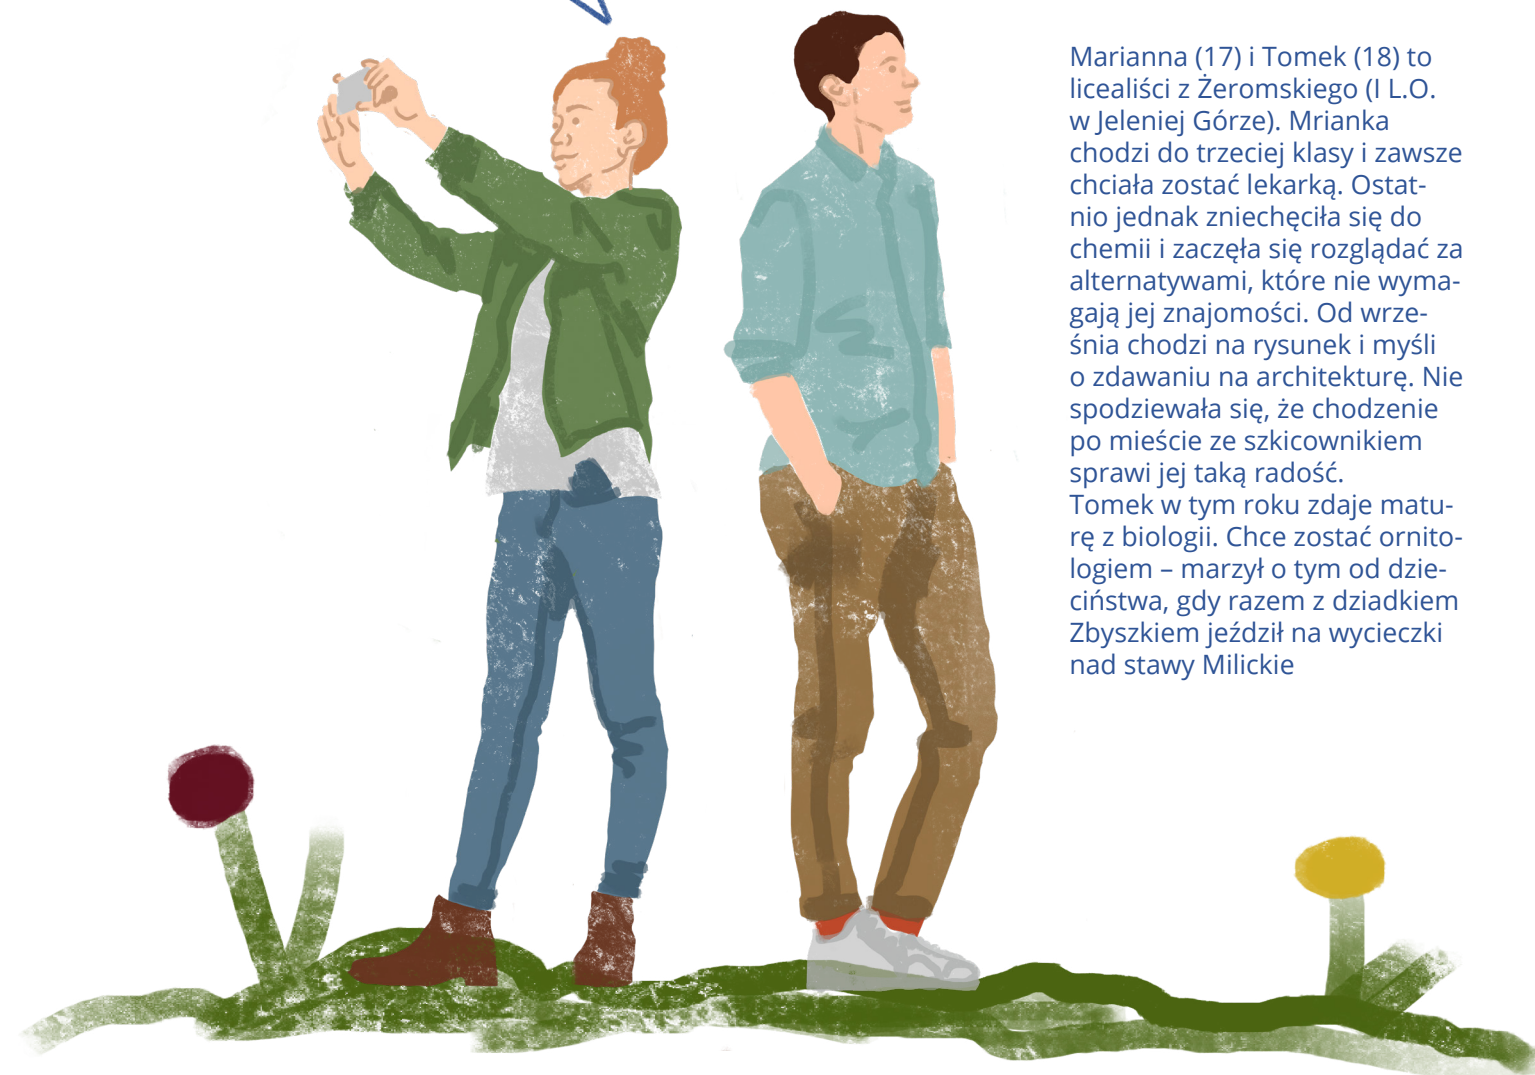 Marianna (17) i Tomek (18) to
licealiści z Żeromskiego (I L.O.
w Jeleniej Górze). Mrianka
chodzi do trzeciej klasy i zawsze
chciała zostać lekarką. Ostat-
nio jednak zniechęciła się do
chemii i zaczęła się rozglądać za
alternatywami, które nie wyma-
gają jej znajomości. Od wrze-
śnia chodzi na rysunek i myśli
o zdawaniu na architekturę. Nie
spodziewała się, że chodzenie
po mieście ze szkicownikiem
sprawi jej taką radość.
Tomek w tym roku zdaje matu-
rę z biologii. Chce zostać ornito-
logiem – marzył o tym od dzie-
ciństwa, gdy razem z dziadkiem
Zbyszkiem jeździł na wycieczki
nad stawy Milickie